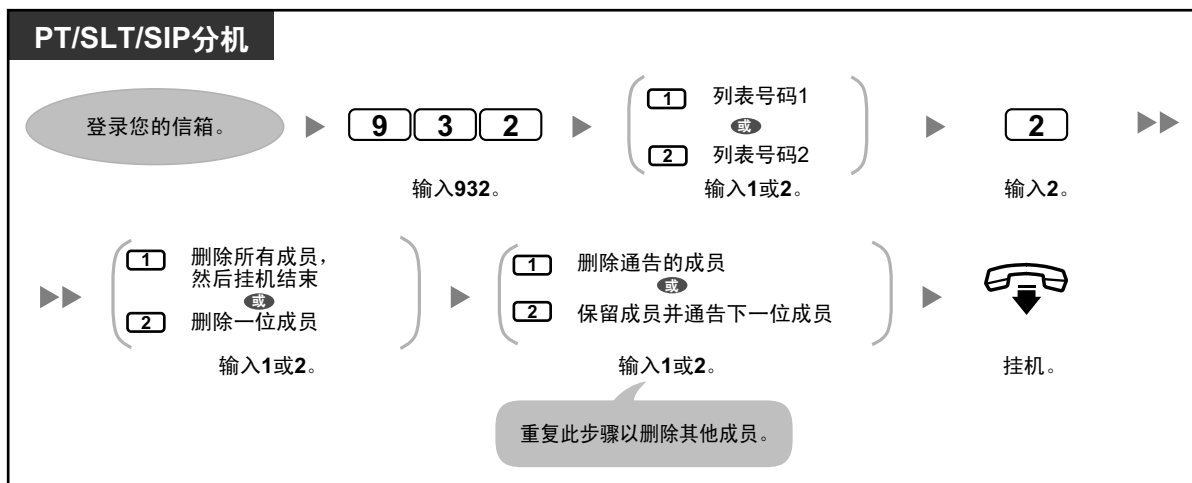 PT/SLT/SIP分机
登录您的信箱。
9 3 2
输入932。
1 列表号码1
或
2 列表号码2
输入1或2。
2
输入2。
1 删除所有成员，
然后挂机结束
或
2 删除一位成员
输入1或2。
1 删除通告的成员
或
2 保留成员并通告下一位成员
输入1或2。
重复此步骤以删除其他成员。
挂机。